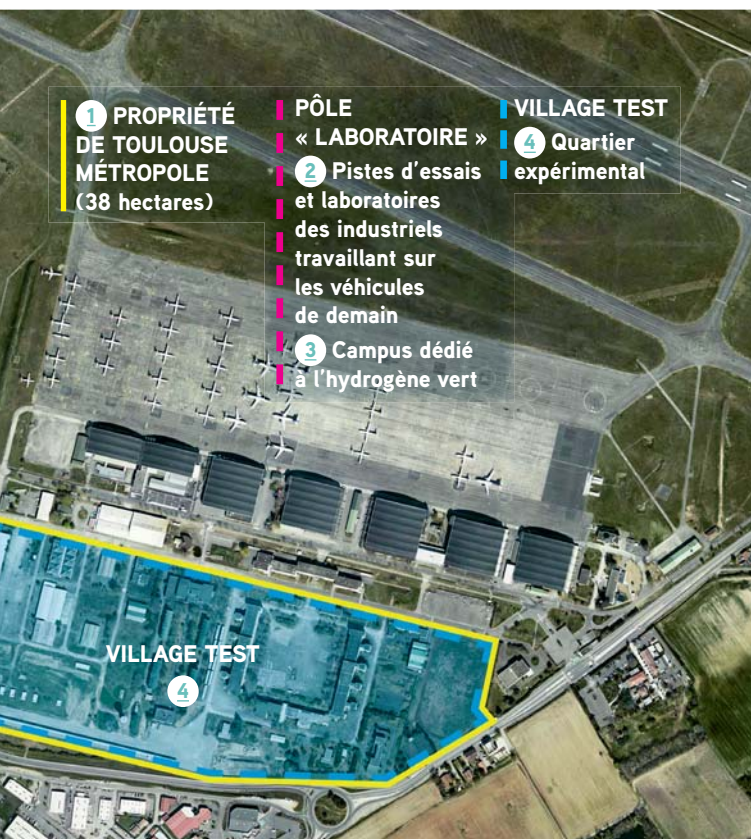 1 PROPRIÉTÉ
DE TOULOUSE
MÉTROPOLE
(38 hectares)
PÔLE
« LABORATOIRE »
2 Pistes d’essais
et laboratoires
des industriels
travaillant sur
les véhicules
de demain
3 Campus dédié
à l’hydrogène vert
VILLAGE TEST
4 Quartier
expérimental
VILLAGE TEST
4